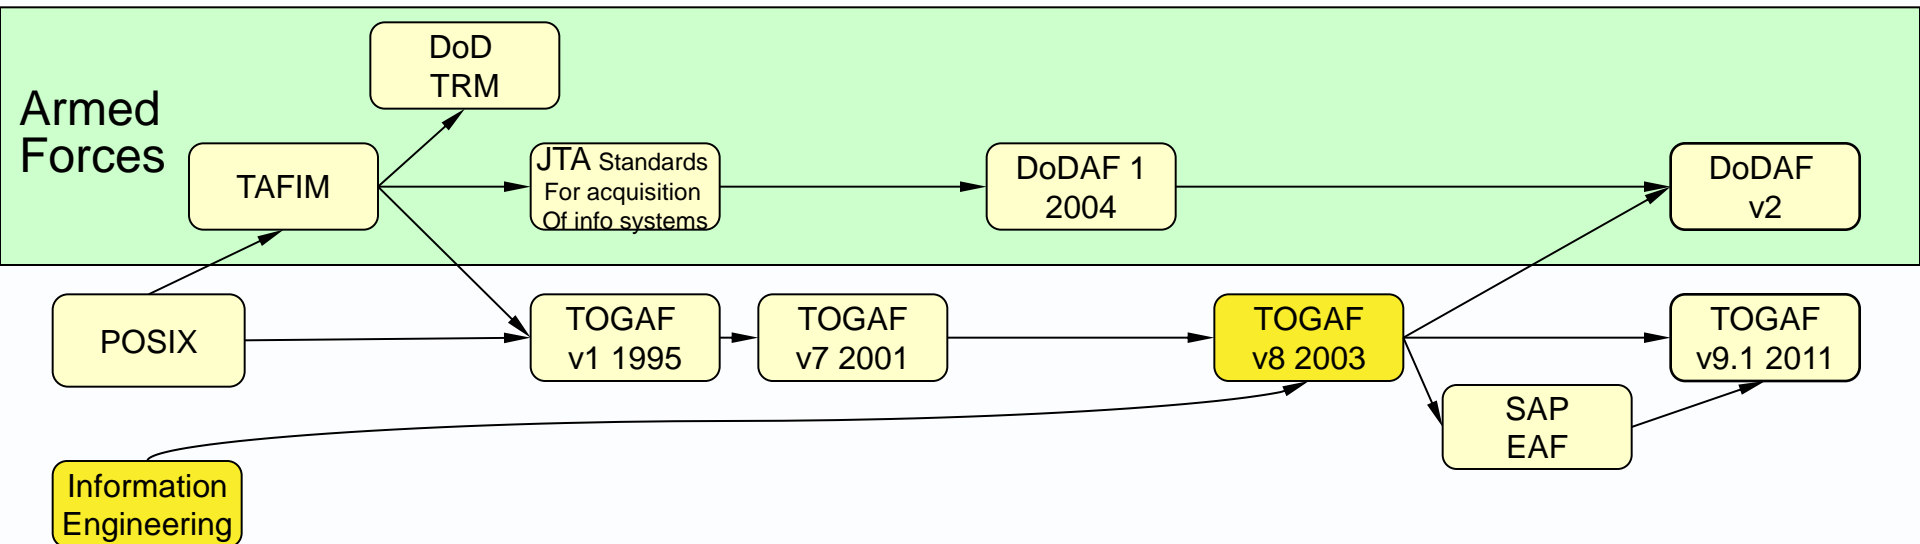 Armed
Forces
DoD
TRM
TAFIM
JTA Standards
For acquisition
Of info systems
DoDAF 1
2004
DoDAF
v2
POSIX
TOGAF
v1 1995
TOGAF
v7 2001
TOGAF
v8 2003
TOGAF
v9.1 2011
SAP
EAF
Information
Engineering